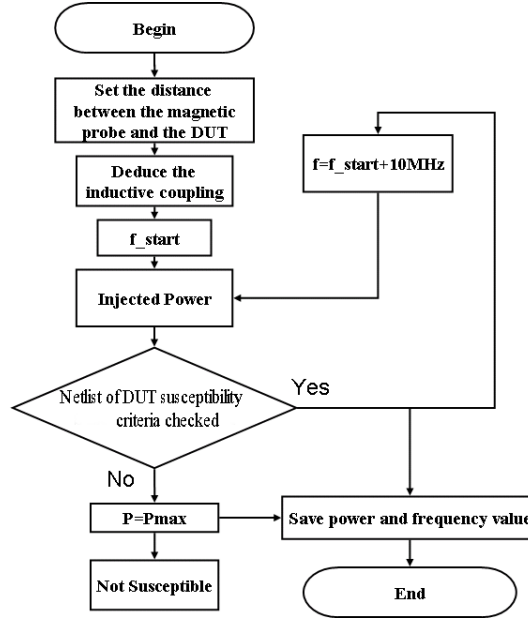 Begin
Set the distance
between the magnetic
probe and the DUT
f=f_start+10MHz
Deduce the
inductive coupling
f_start
Injected Power
Netlist of DUT susceptibility
criteria checked
Yes
No
P=Pmax
Save power and frequency value
Not Susceptible
End